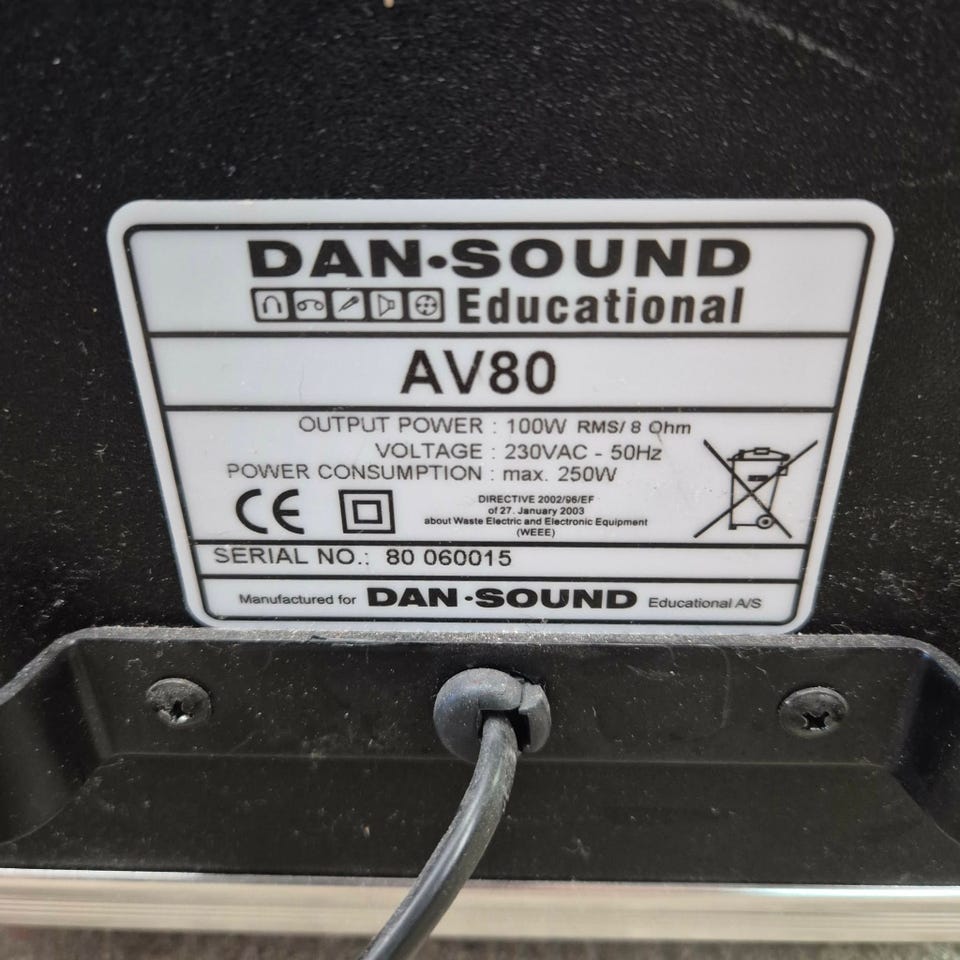 DAN·SOUND
Educational
AV80
OUTPUT POWER : 100W RMS/ 8 Ohm
VOLTAGE : 230VAC - 50Hz
POWER CONSUMPTION : max. 250W
CE
DIRECTIVE 2002/96/EF
of 27. January 2003
about Waste Electric and Electronic Equipment
(WEEE)
SERIAL NO.: 80 060015
Manufactured for DAN·SOUND Educational A/S